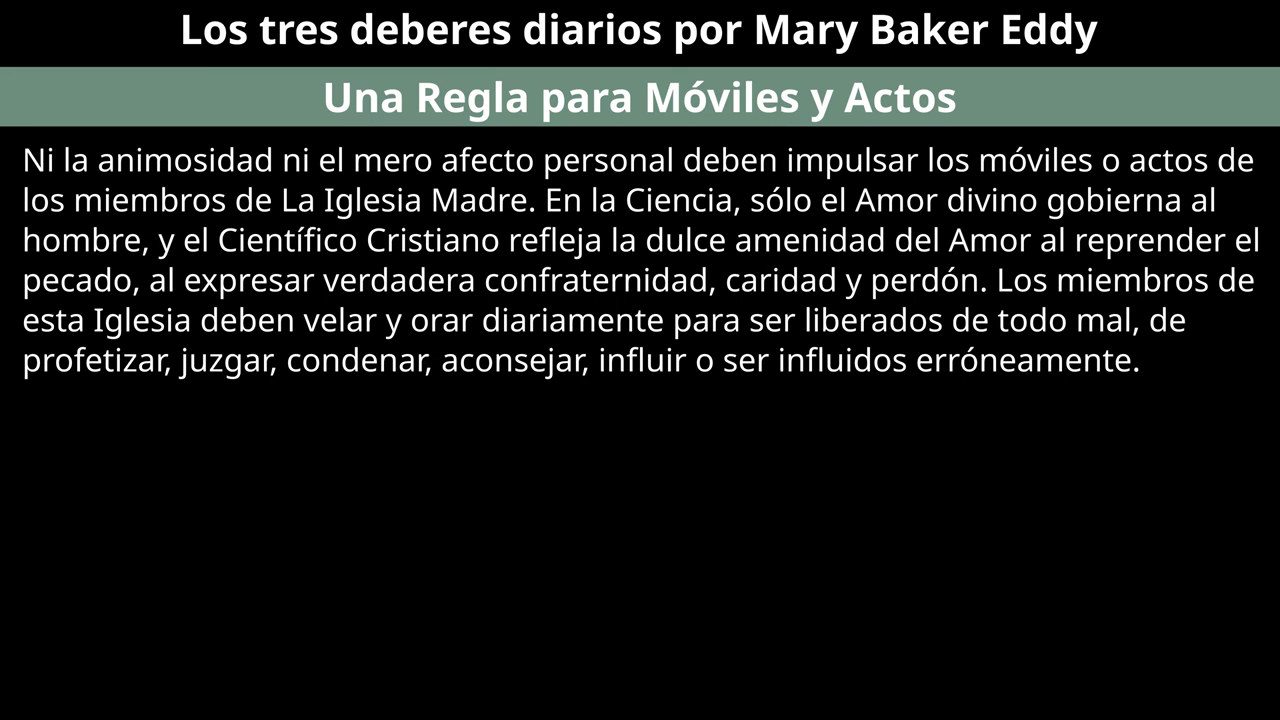 Los tres deberes diarios por Mary Baker Eddy
Una Regla para Móviles y Actos
Ni la animosidad ni el mero afecto personal deben impulsar los móviles o actos de
los miembros de La Iglesia Madre. En la Ciencia, sólo el Amor divino gobierna al
hombre, y el Científico Cristiano refleja la dulce amenidad del Amor al reprender el
pecado, al expresar verdadera confraternidad, caridad y perdón. Los miembros de
esta Iglesia deben velar y orar diariamente para ser liberados de todo mal, de
profetizar, juzgar, condenar, aconsejar, influir o ser influidos erróneamente.